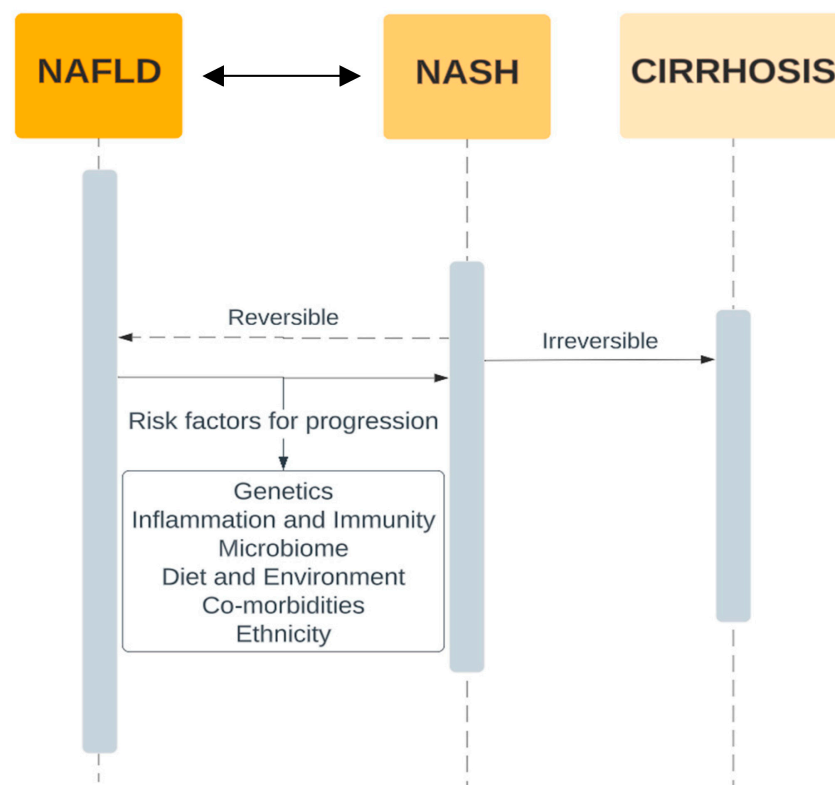 NAFLD
NASH
CIRRHOSIS
Reversible
Irreversible
Risk factors for progression
Genetics
Inflammation and Immunity
Microbiome
Diet and Environment
Co-morbidities
Ethnicity